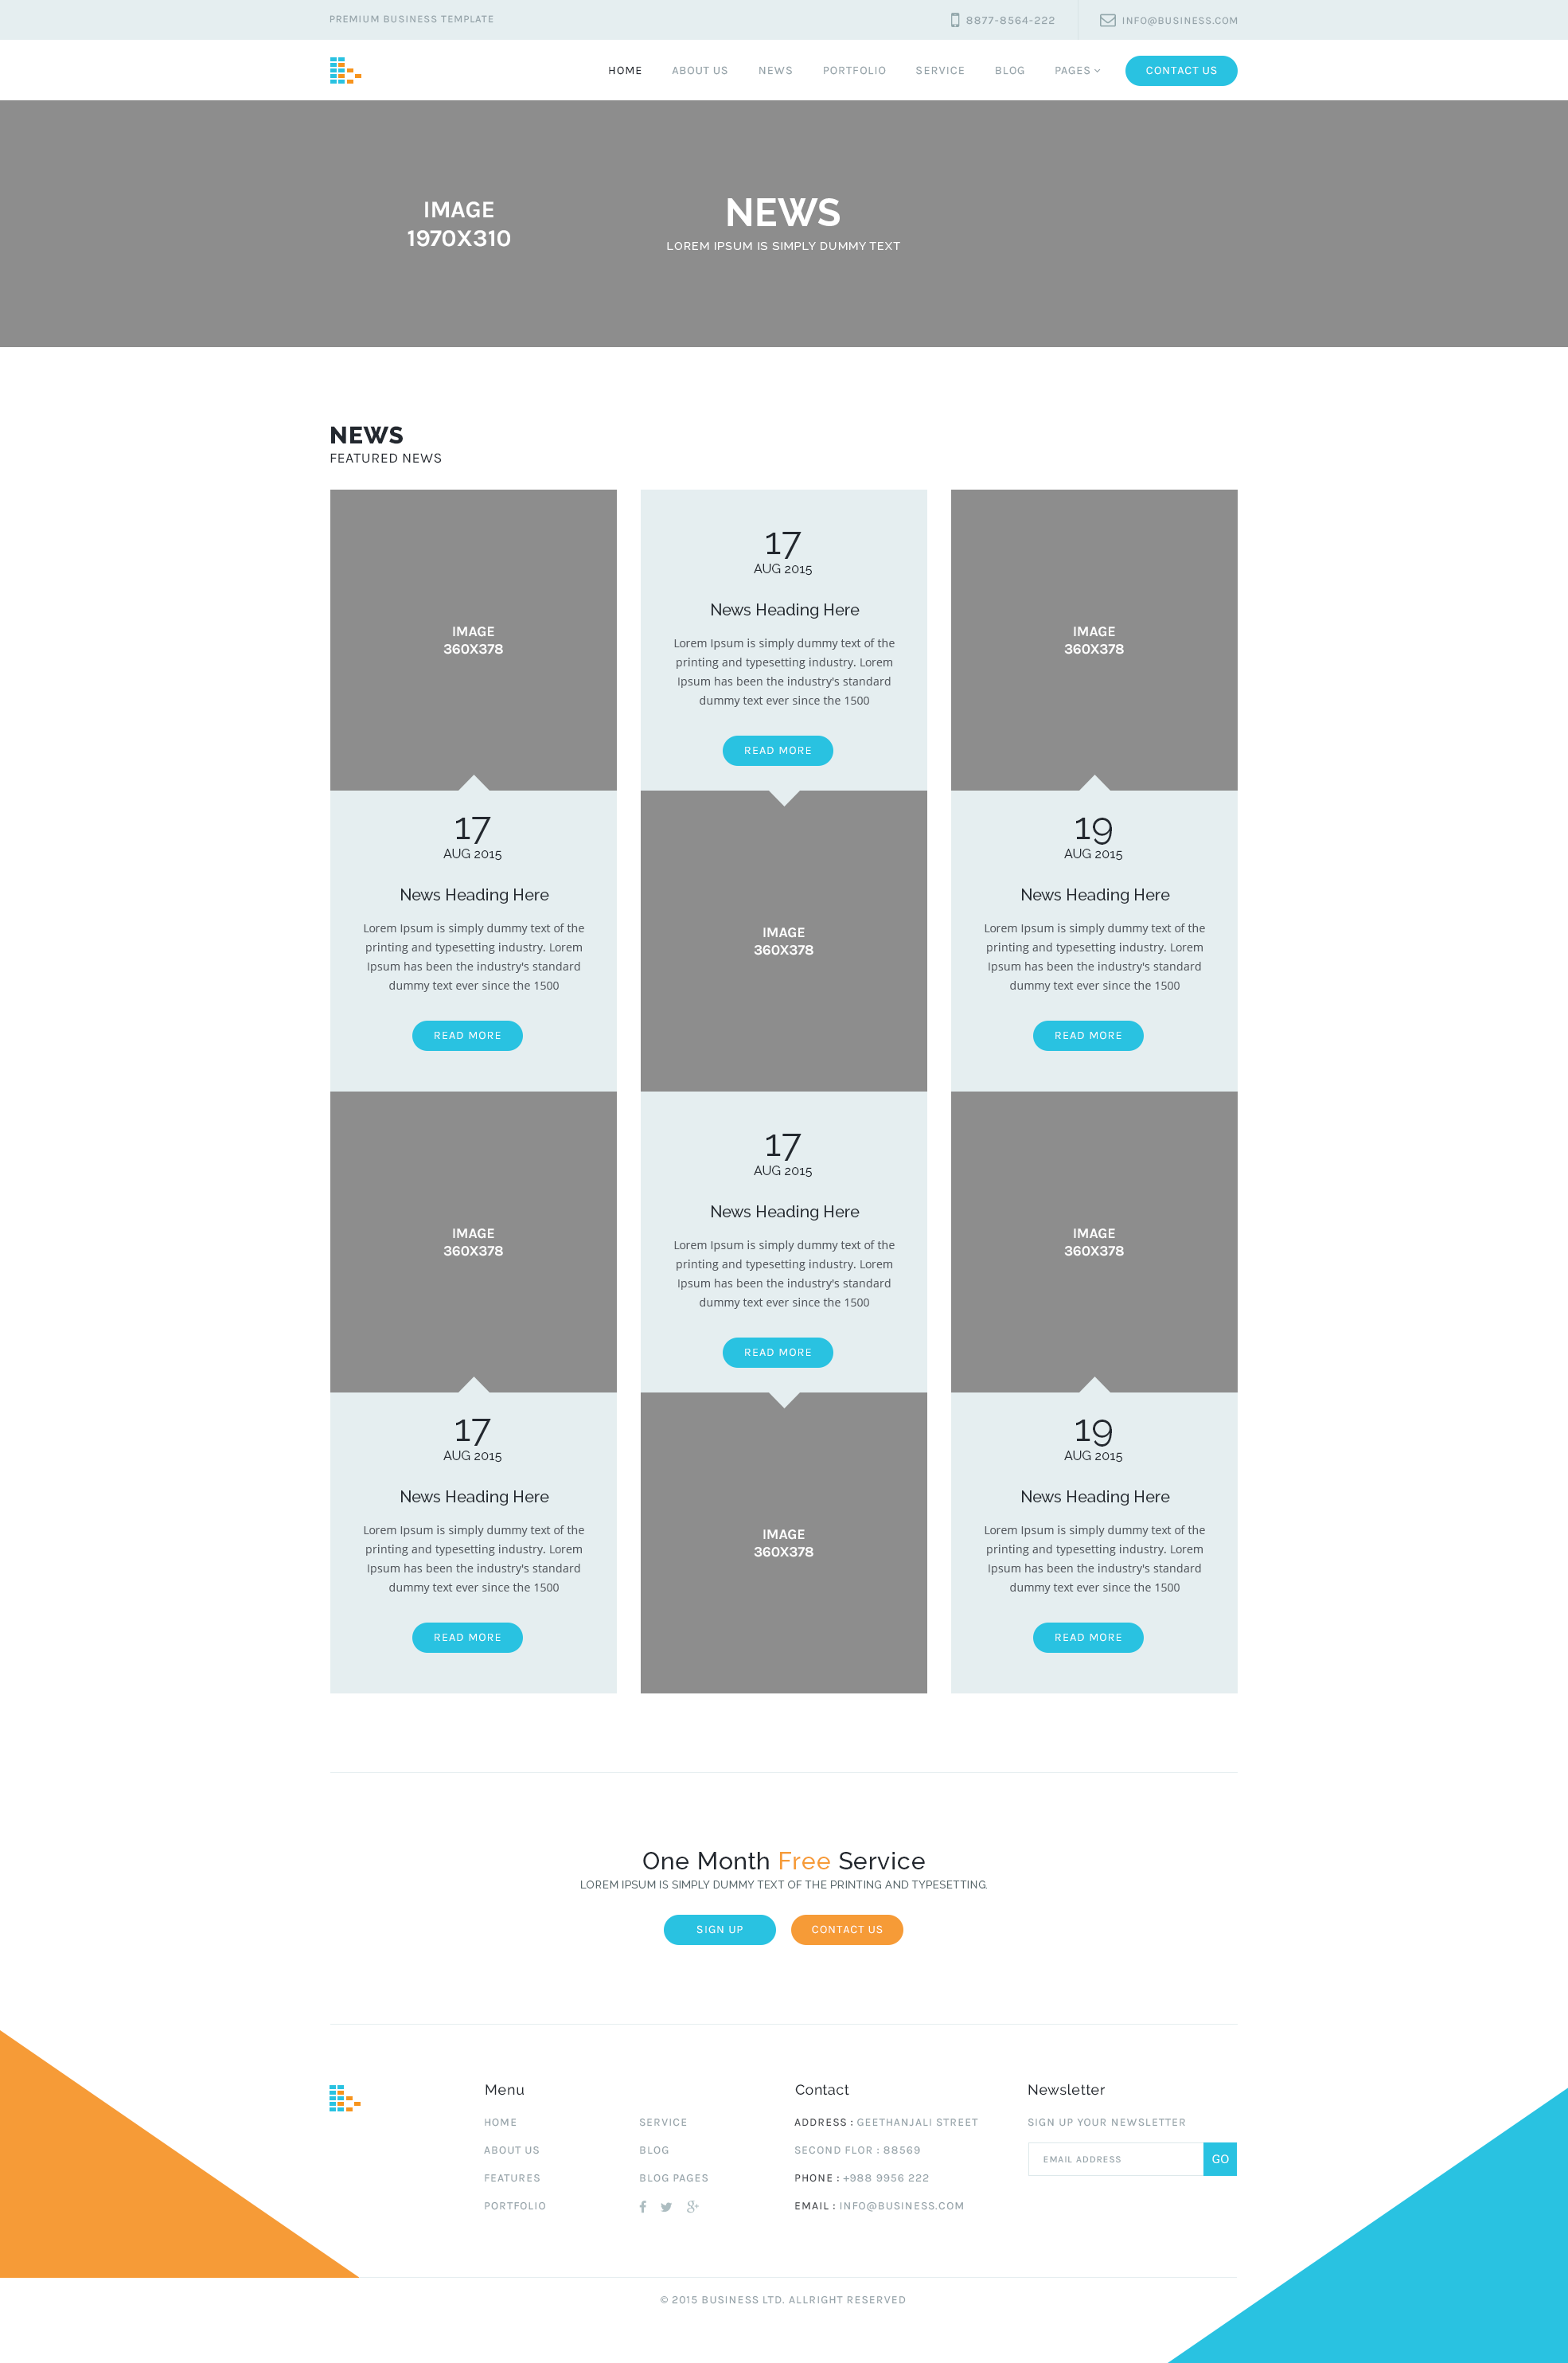 PREMIUM BUSINESS TEMPLATE
8877-8564-222
INFO@BUSINESS.COM
HOME
ABOUT US
NEWS
PORTFOLIO
SERVICE
BLOG
PAGES
CONTACT US
IMAGE
1970X310
NEWS
LOREM IPSUM IS SIMPLY DUMMY TEXT
NEWS
FEATURED NEWS
IMAGE
360X378
17
AUG 2015
News Heading Here
Lorem Ipsum is simply dummy text of the
printing and typesetting industry. Lorem
Ipsum has been the industry's standard
dummy text ever since the 1500
READ MORE
IMAGE
360X378
17
AUG 2015
News Heading Here
Lorem Ipsum is simply dummy text of the
printing and typesetting industry. Lorem
Ipsum has been the industry's standard
dummy text ever since the 1500
READ MORE
IMAGE
360X378
19
AUG 2015
News Heading Here
Lorem Ipsum is simply dummy text of the
printing and typesetting industry. Lorem
Ipsum has been the industry's standard
dummy text ever since the 1500
READ MORE
IMAGE
360X378
17
AUG 2015
News Heading Here
Lorem Ipsum is simply dummy text of the
printing and typesetting industry. Lorem
Ipsum has been the industry's standard
dummy text ever since the 1500
READ MORE
IMAGE
360X378
17
AUG 2015
News Heading Here
Lorem Ipsum is simply dummy text of the
printing and typesetting industry. Lorem
Ipsum has been the industry's standard
dummy text ever since the 1500
READ MORE
IMAGE
360X378
19
AUG 2015
News Heading Here
Lorem Ipsum is simply dummy text of the
printing and typesetting industry. Lorem
Ipsum has been the industry's standard
dummy text ever since the 1500
READ MORE
One Month Free Service
LOREM IPSUM IS SIMPLY DUMMY TEXT OF THE PRINTING AND TYPESETTING.
SIGN UP
CONTACT US
Menu
HOME
ABOUT US
FEATURES
PORTFOLIO
SERVICE
BLOG
BLOG PAGES
Contact
ADDRESS : GEETHANJALI STREET
SECOND FLOR : 88569
PHONE : +988 9956 222
EMAIL : INFO@BUSINESS.COM
Newsletter
SIGN UP YOUR NEWSLETTER
EMAIL ADDRESS
GO
© 2015 BUSINESS LTD. ALLRIGHT RESERVED